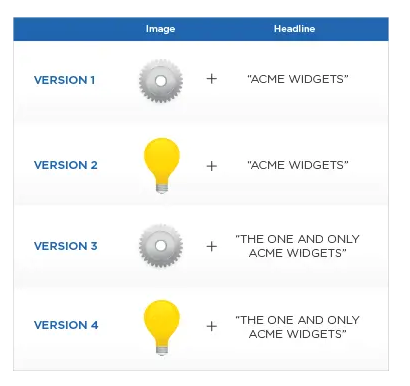 Image Headline
VERSION 1 + “ACME WIDGETS”
VERSION 2 + “ACME WIDGETS”
VERSION 3 + “THE ONE AND ONLY
ACME WIDGETS”
VERSION 4 + “THE ONE AND ONLY
ACME WIDGETS”